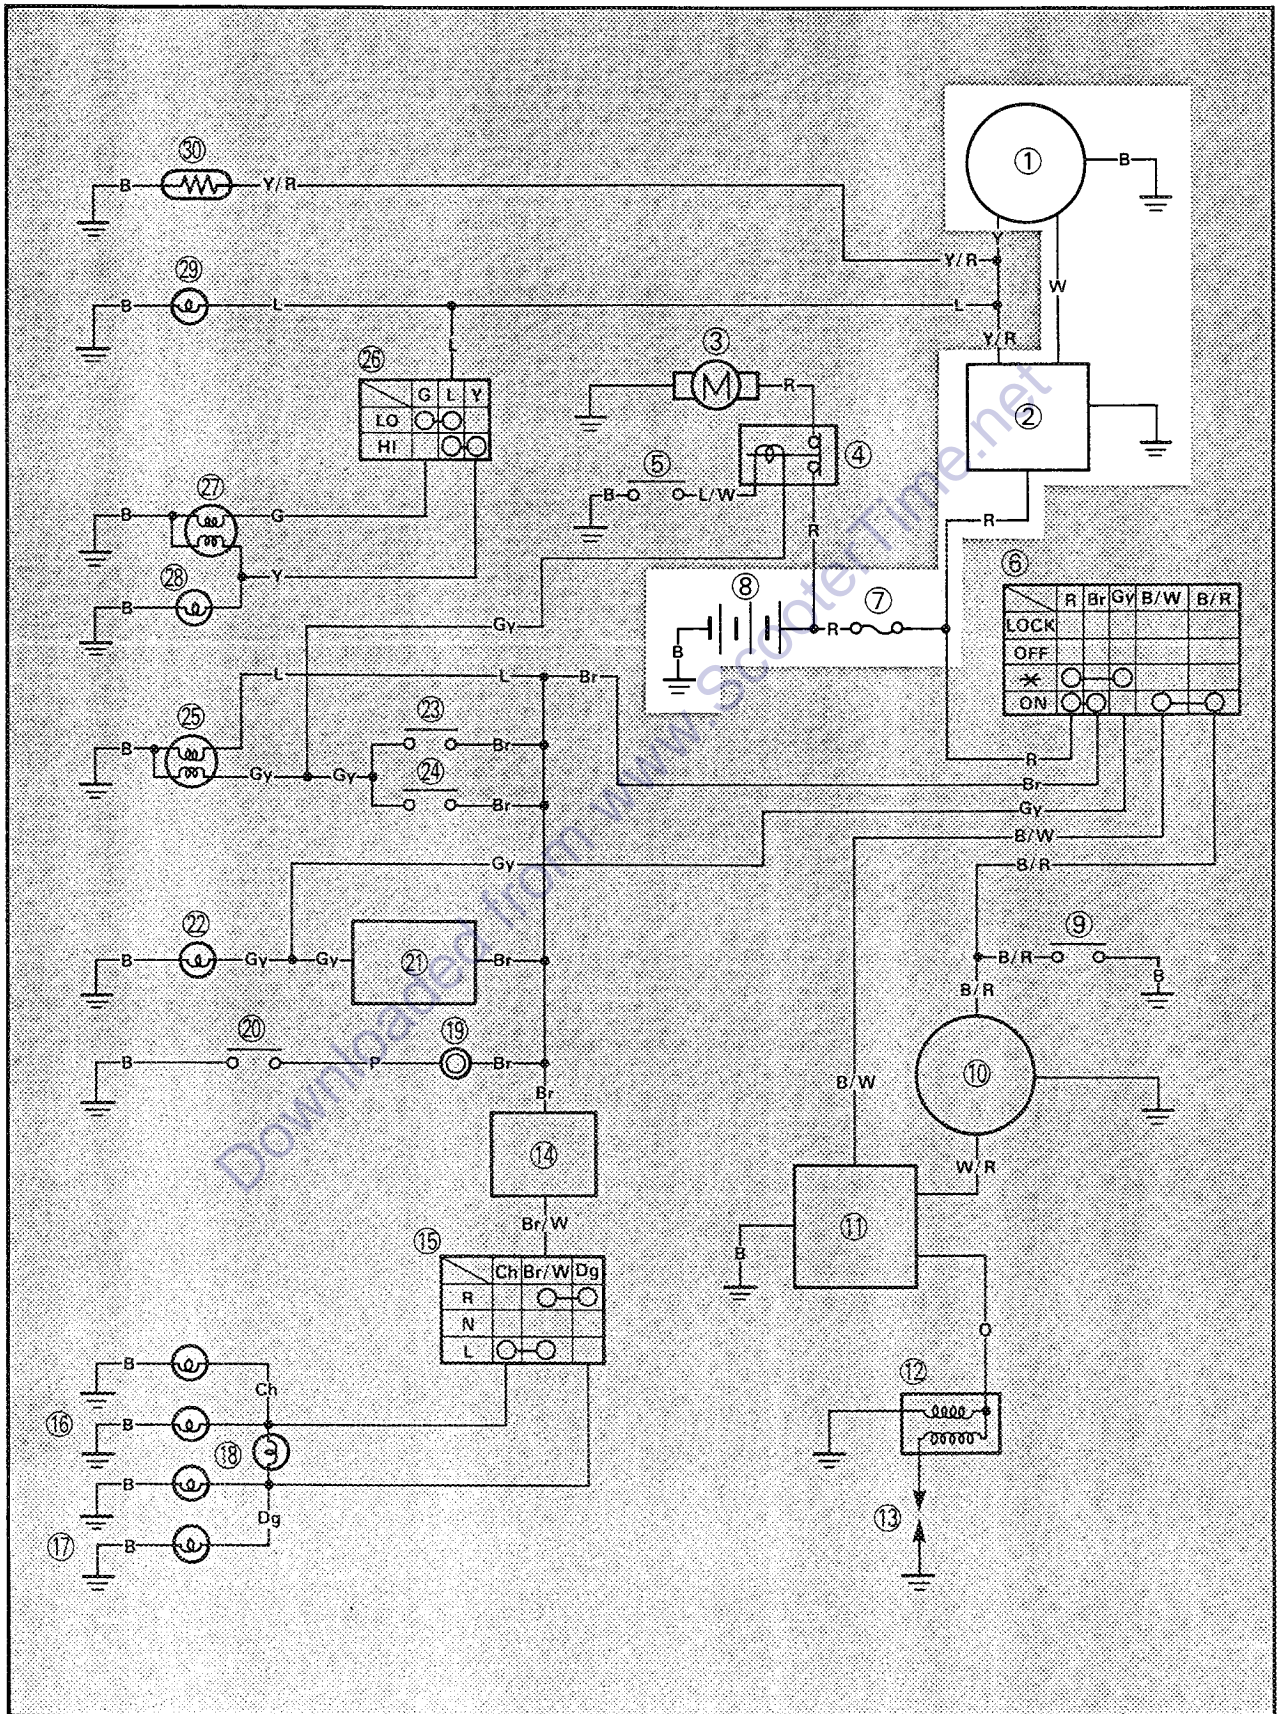 30
B Y/R
1 B
Y
Y/R W
29
B L L
L Y/R
3
26
G L Y
LO
HI
M R
2
4
5
B L/W
R
R
27
B G
28 Y
B
Gy
8 7
R
B
6
R Br Gy B/W B/R
LOCK
OFF
ON
L L Br
25
23
B Br
Gy Gy 24
Br
R
Br
Gy
B/W
B/R
Gy
22
B Gy Gy 21 Br
9
B/R B
B/R
20 19
B P Br
10
B/W
Br
14
W/R
Br/W
15
Ch Br/W Dg
R
N
L
11
B
O
B
Ch
16 B
18
B
Dg
17 B
12
13
Downloaded from www.ScooterTime.net